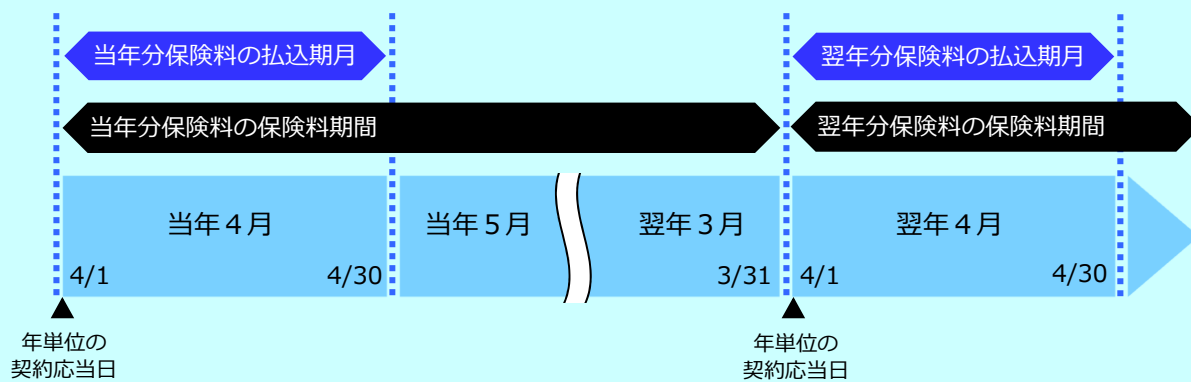 当年分保険料の払込期月
翌年分保険料の払込期月
当年分保険料の保険料期間
翌年分保険料の保険料期間
当年４月
当年５月
翌年３月
翌年４月
4/1
4/30
3/31
4/1
4/30
年単位の
契約応当日
年単位の
契約応当日